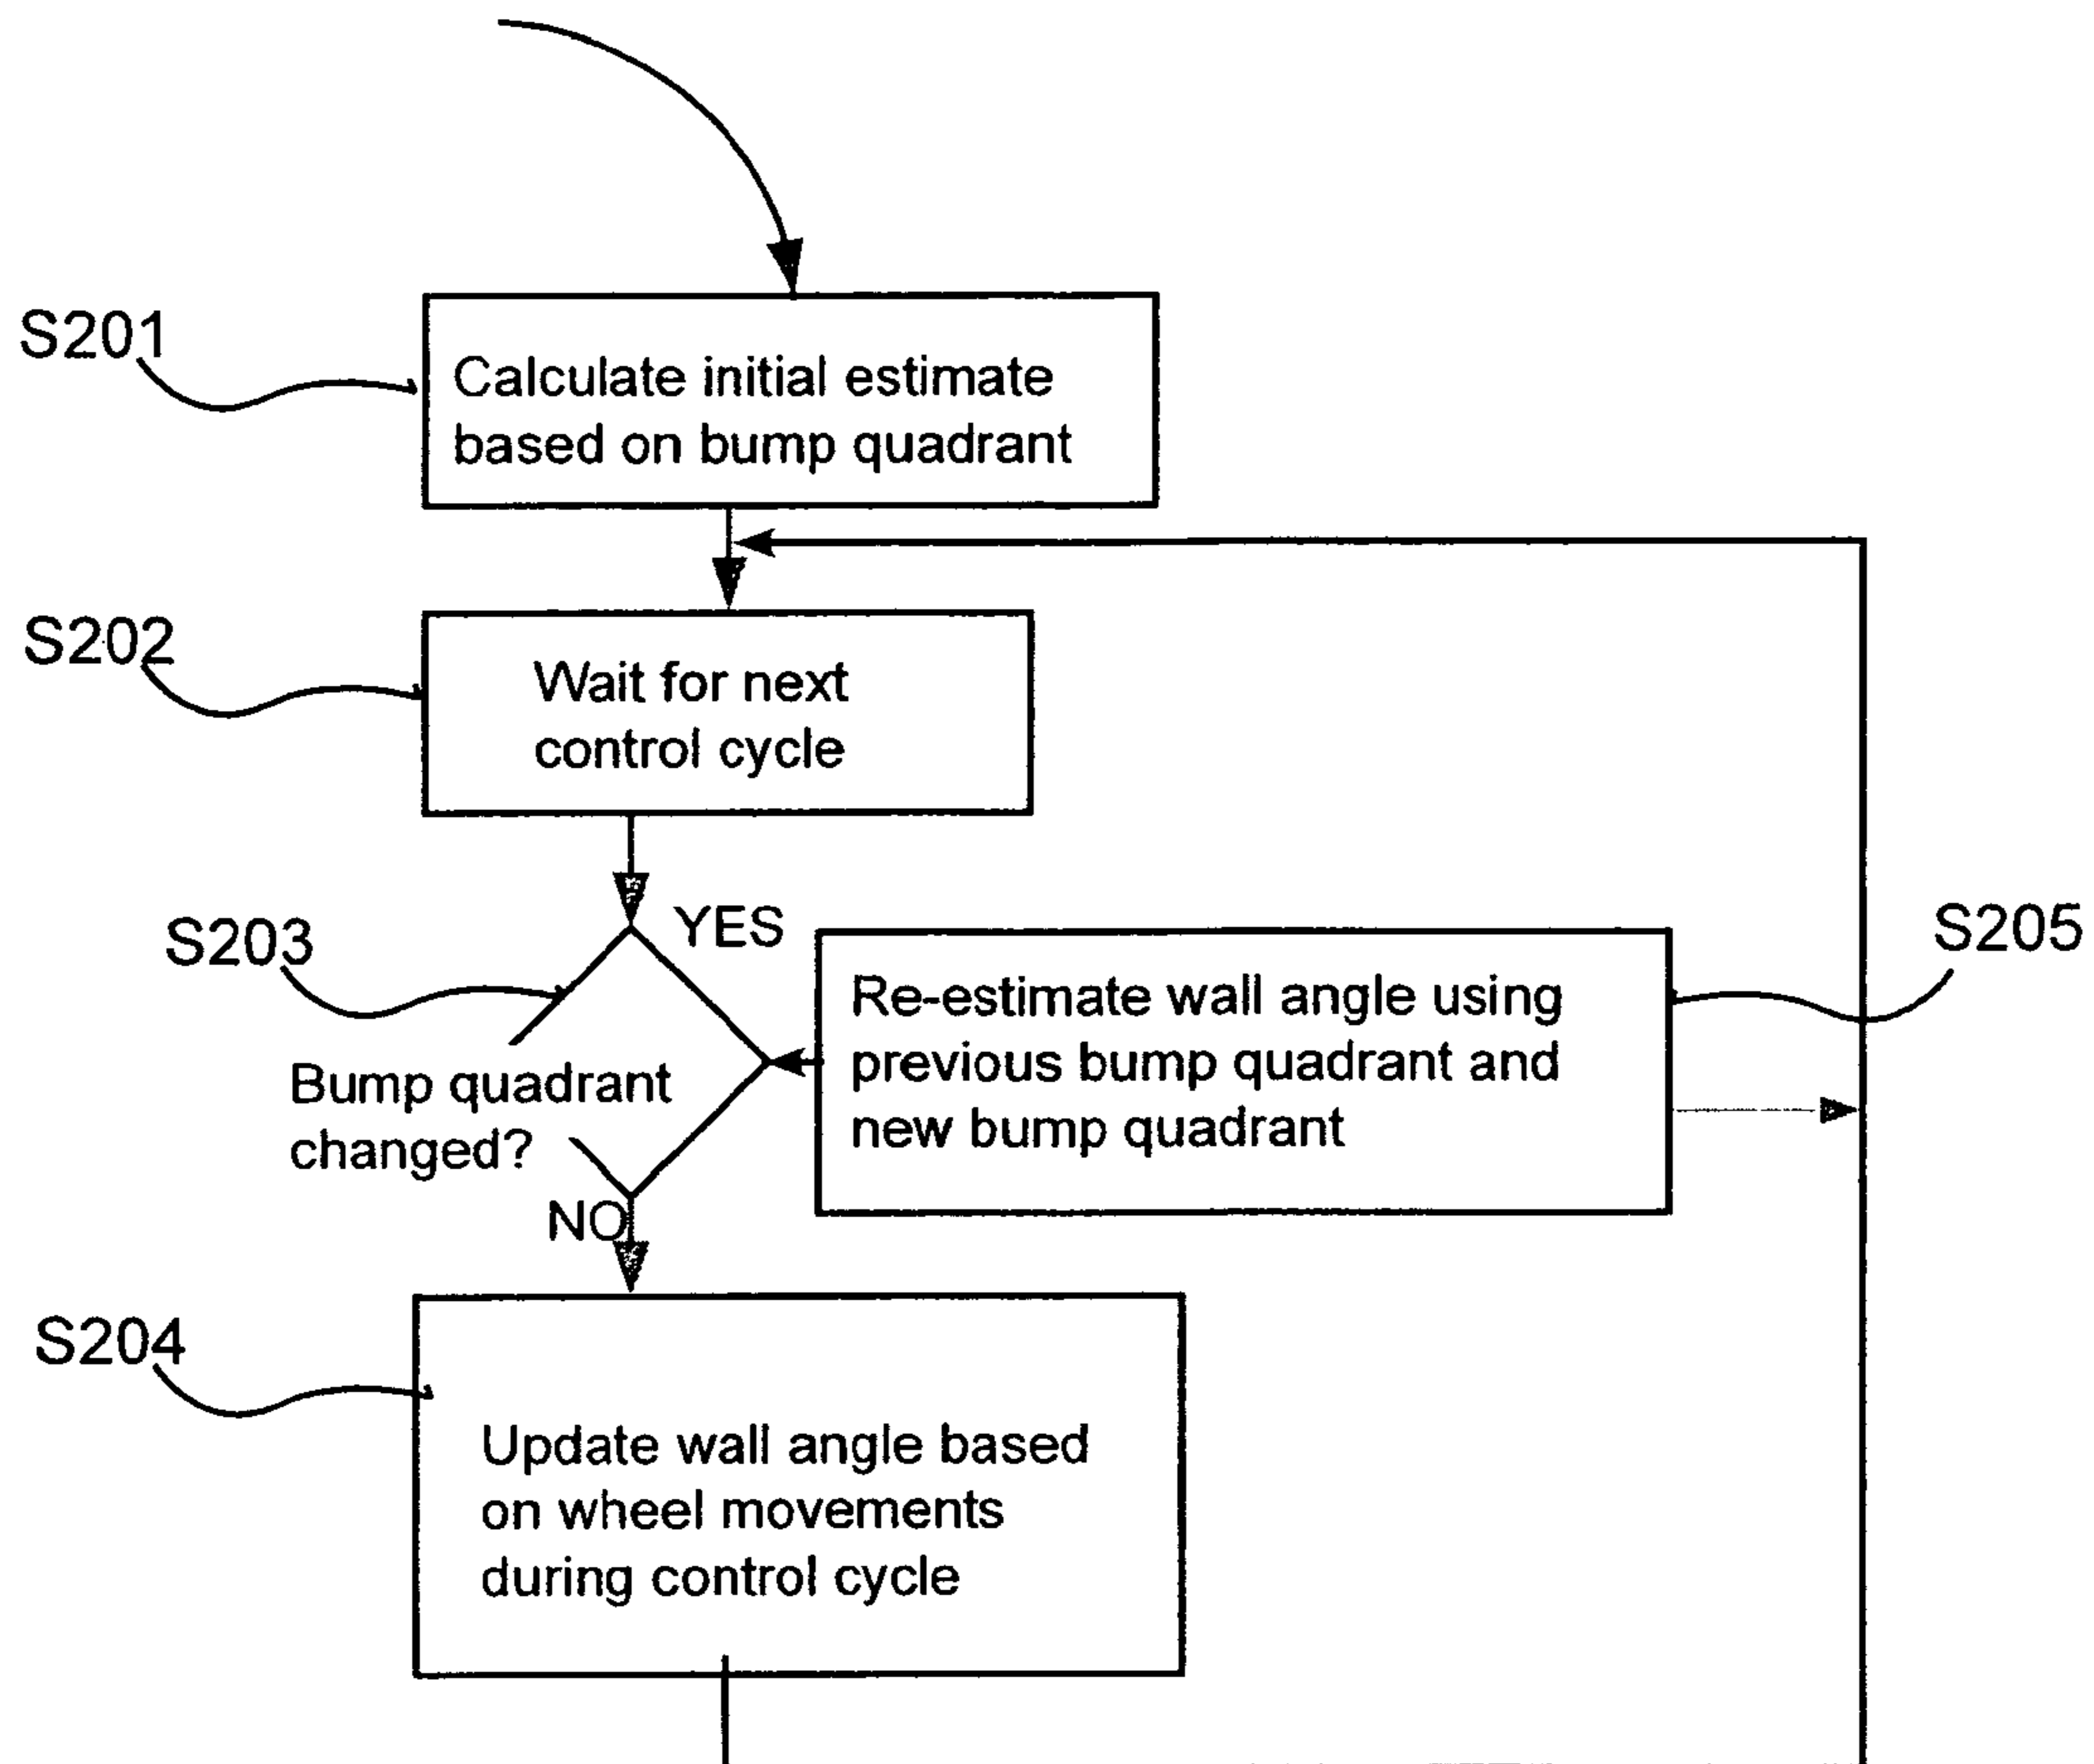 S201
Calculate initial estimate
based on bump quadrant
S202
Wait for next
control cycle
S203
YES
Bump quadrant
changed?
NO
S205
Re-estimate wall angle using
previous bump quadrant and
new bump quadrant
S204
Update wall angle based
on wheel movements
during control cycle